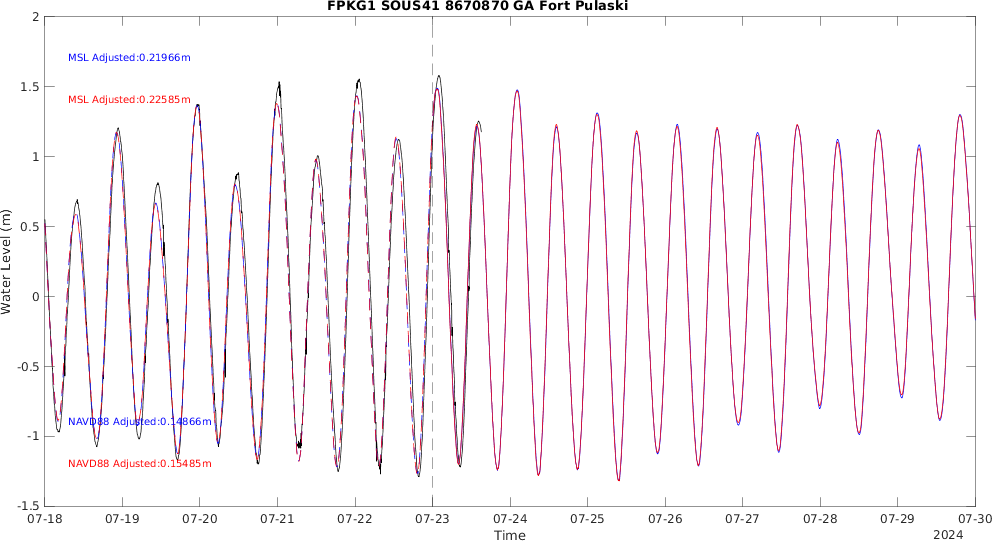 FPKG1 SOUS41 8670870 GA Fort Pulaski
2
MSL Adjusted:0.21966m
1.5
MSL Adjusted:0.22585m
1
0.5
Water Level (m)
0
-0.5
NAVD88 Adjusted:0.14866m
-1
NAVD88 Adjusted:0.15485m
-1.5
07-18 07-19 07-20 07-21 07-22 07-23 07-24 07-25 07-26 07-27 07-28 07-29 07-30
Time
2024